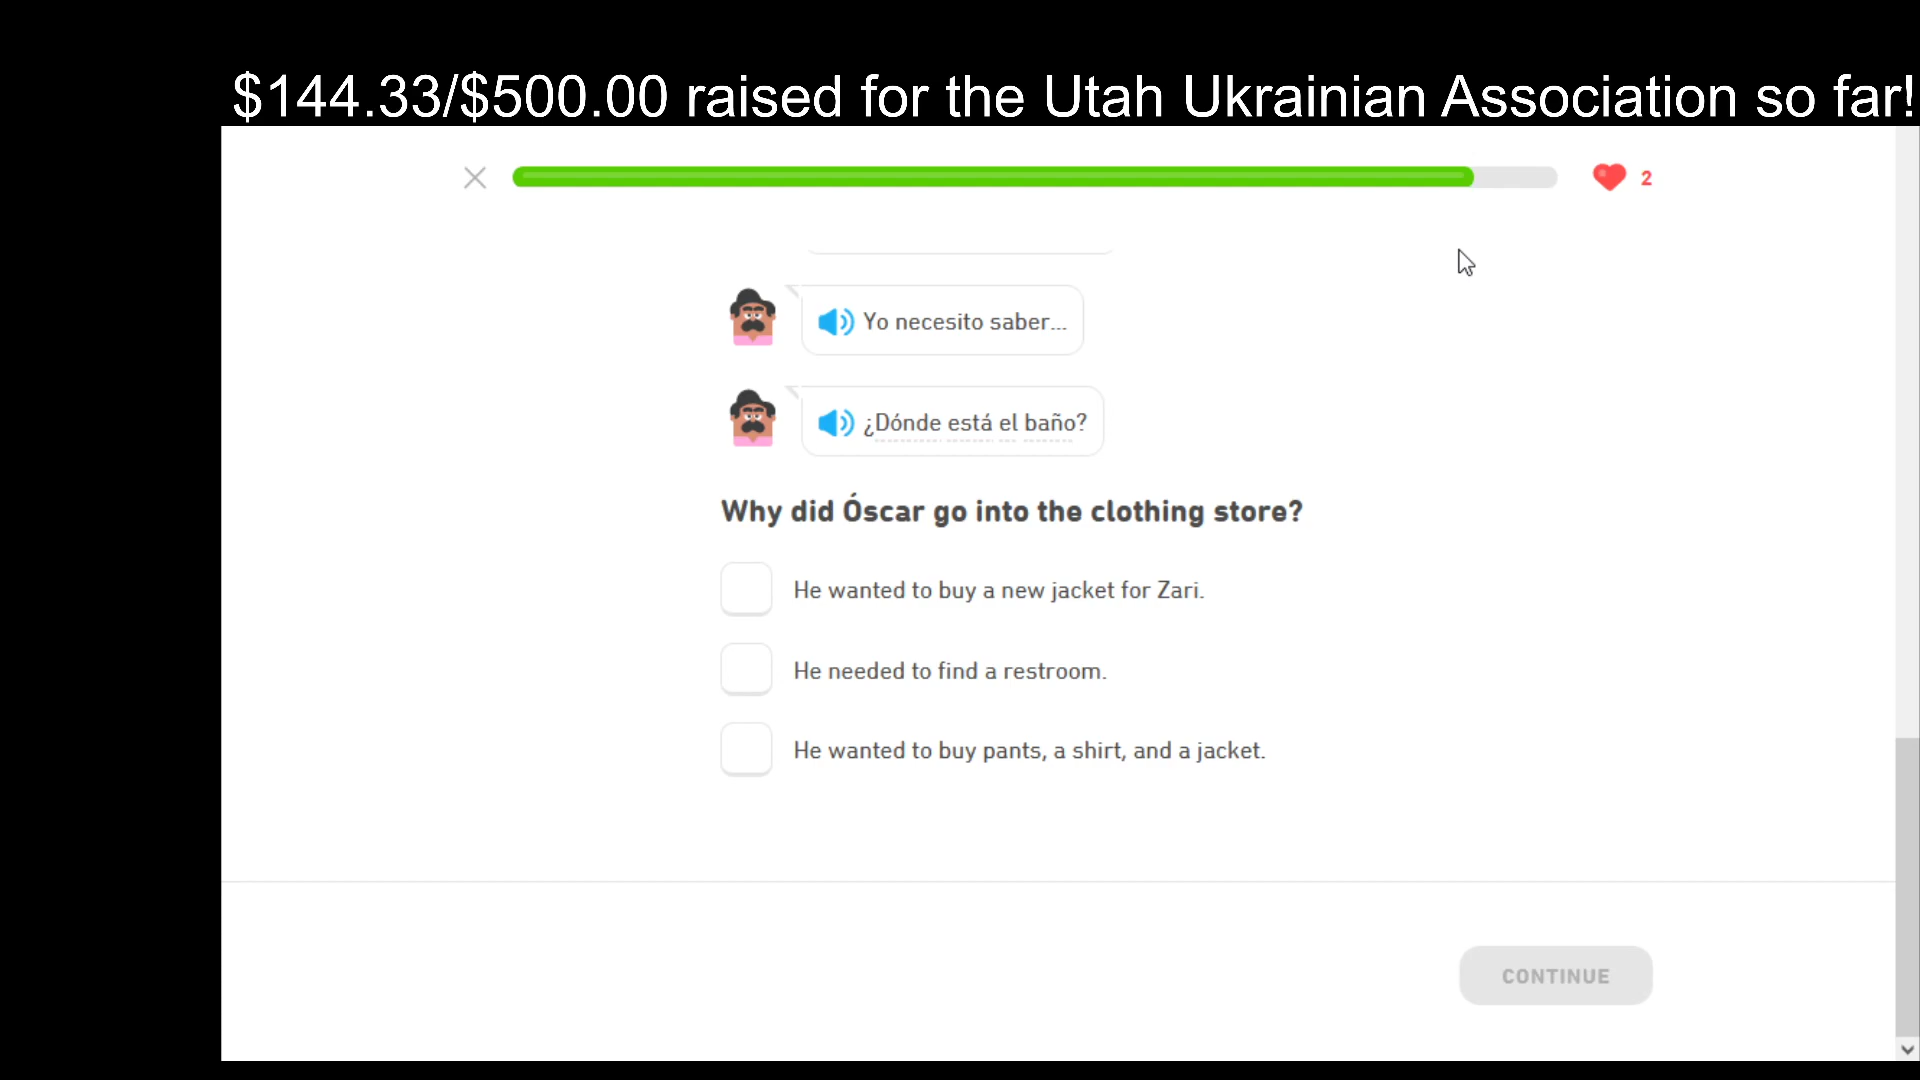 $144.33/$500.00 raised for the Utah Ukrainian Association so far!
2
Yo necesito saber...
¿Dónde está el baño?
Why did Óscar go into the clothing store?
He wanted to buy a new jacket for Zari.
He needed to find a restroom.
He wanted to buy pants, a shirt, and a jacket.
CONTINUE